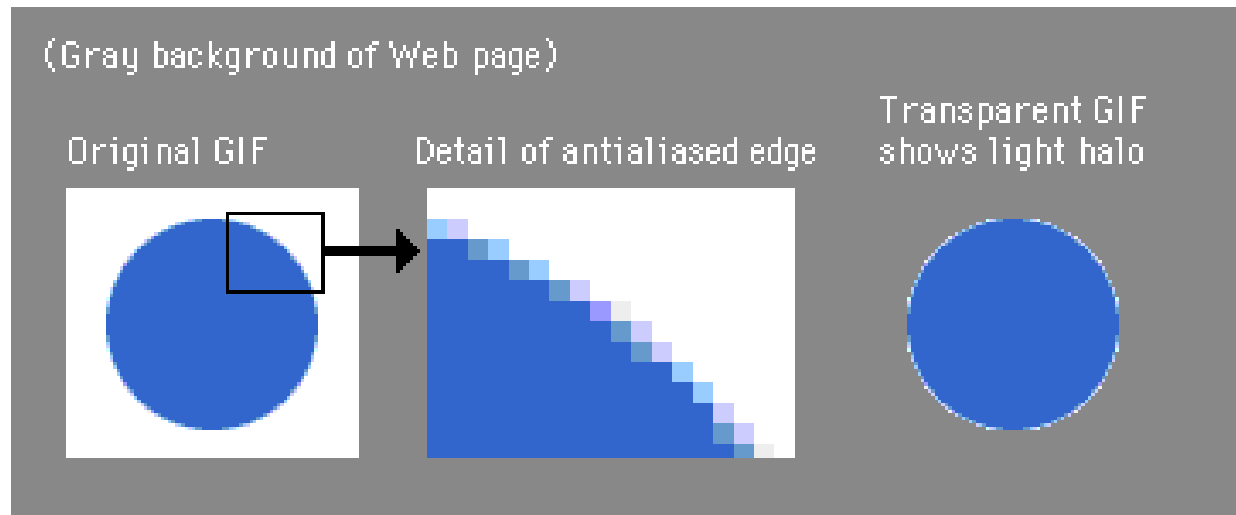 (Gray background of Web page)
Original GIF
Detail of antialiased edge
Transparent GIF
shows light halo